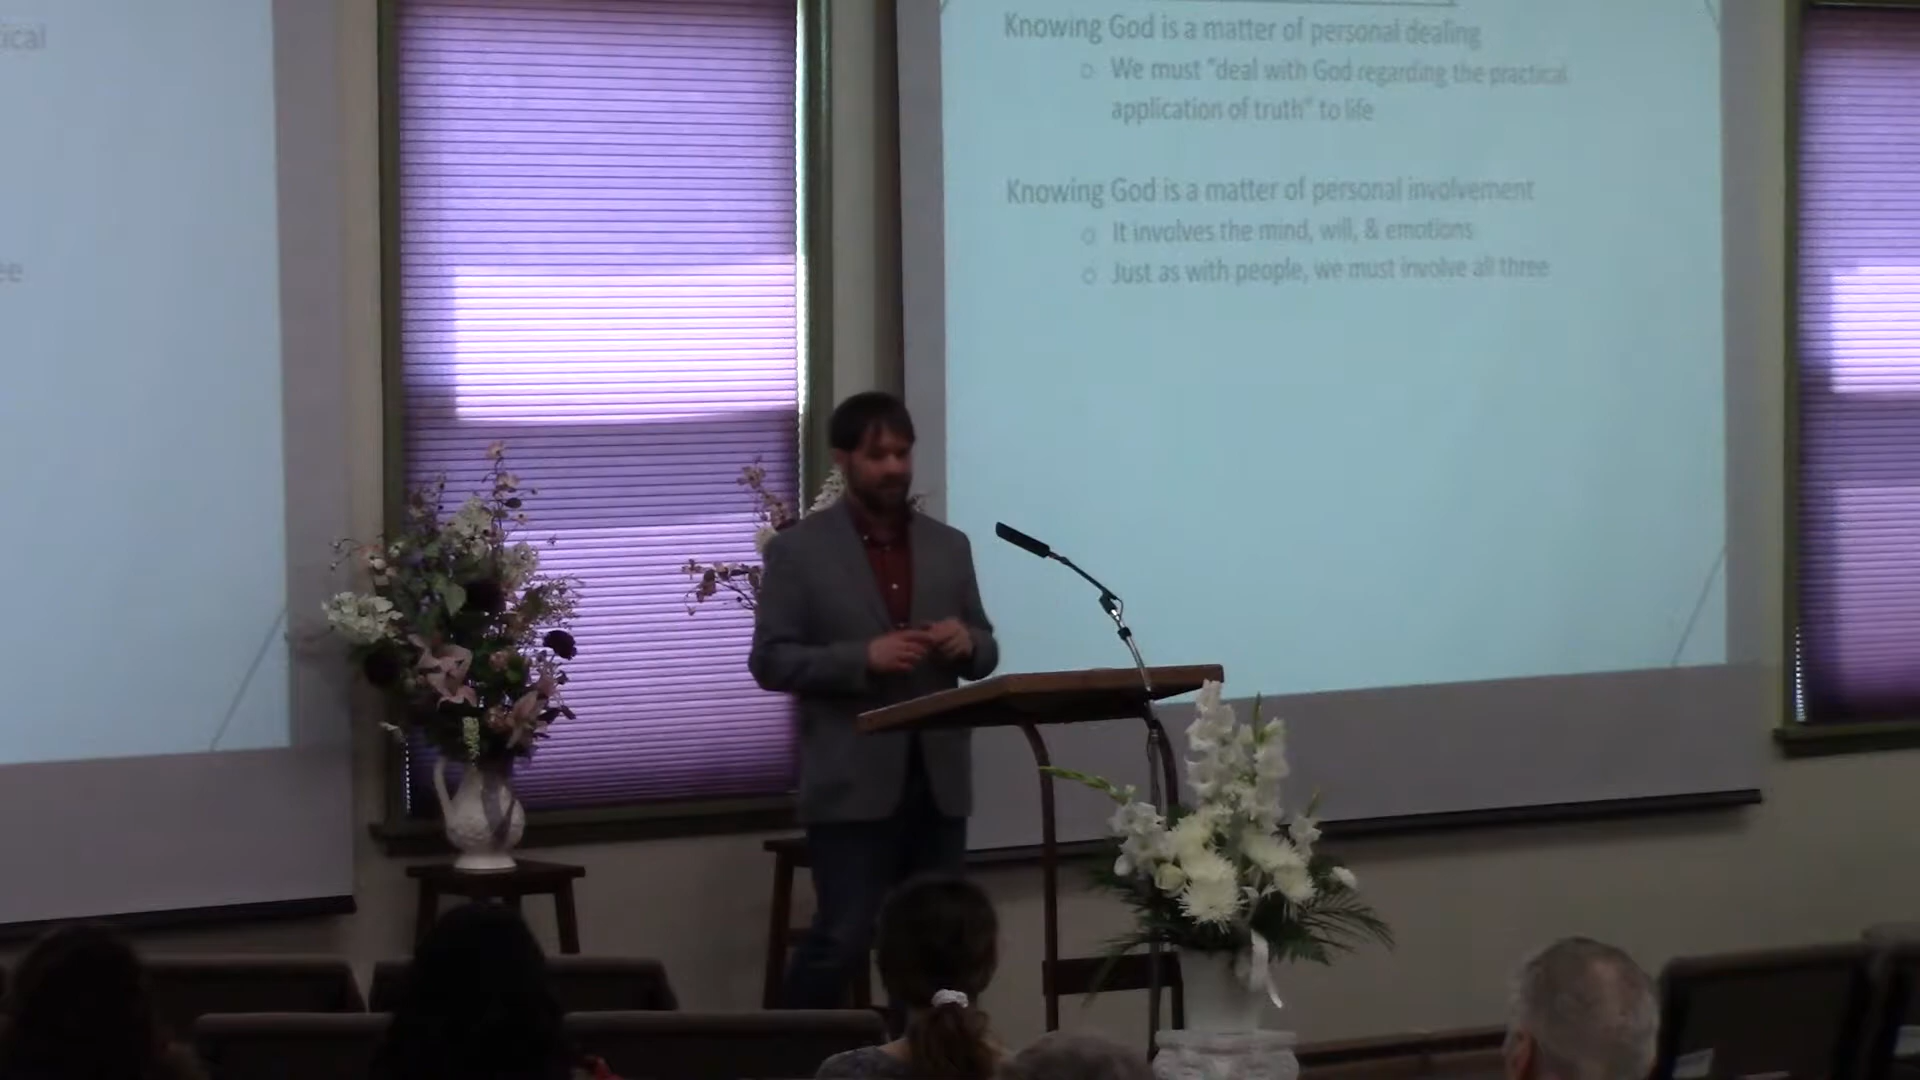 ical
ee
Knowing God is a matter of personal dealing
○ We must "deal with God regarding the practical
application of truth" to life
Knowing God is a matter of personal involvement
○ It involves the mind, will, & emotions
○ Just as with people, we must involve all three